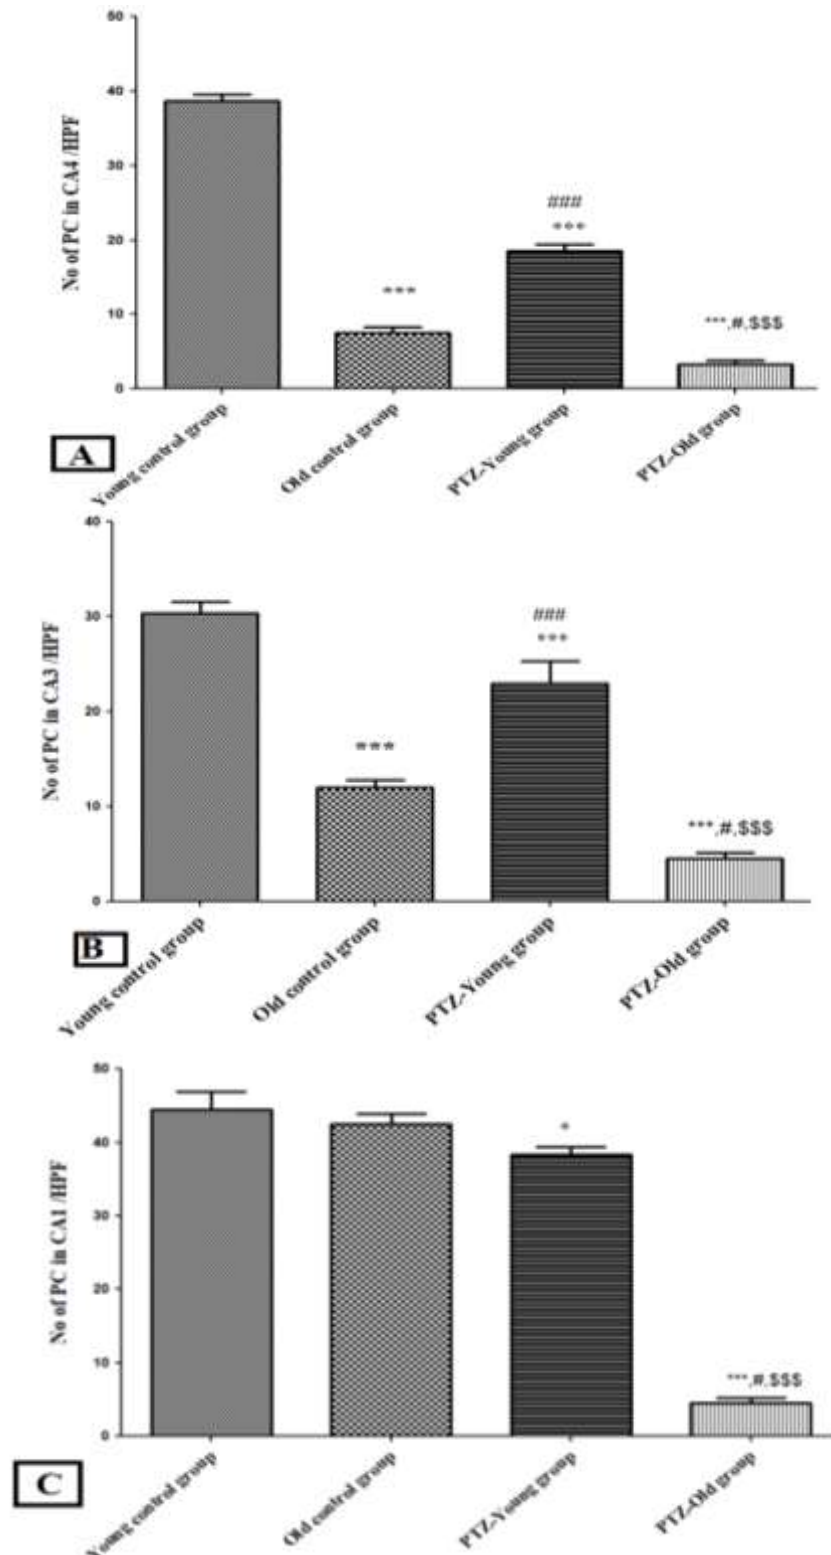 50
40
30
20
10
0
No of PC in CA4 /HPF
***
###
***
***,#,$$$
Young control group
Old control group
PTZ-Young group
PTZ-Old group
A
40
30
20
10
0
No of PC in CA3 /HPF
***
###
***
***,#,$$$
Young control group
Old control group
PTZ-Young group
PTZ-Old group
B
50
40
30
20
10
0
No of PC in CA1 /HPF
*
***,#,$$$
Young control group
Old control group
PTZ-Young group
PTZ-Old group
C